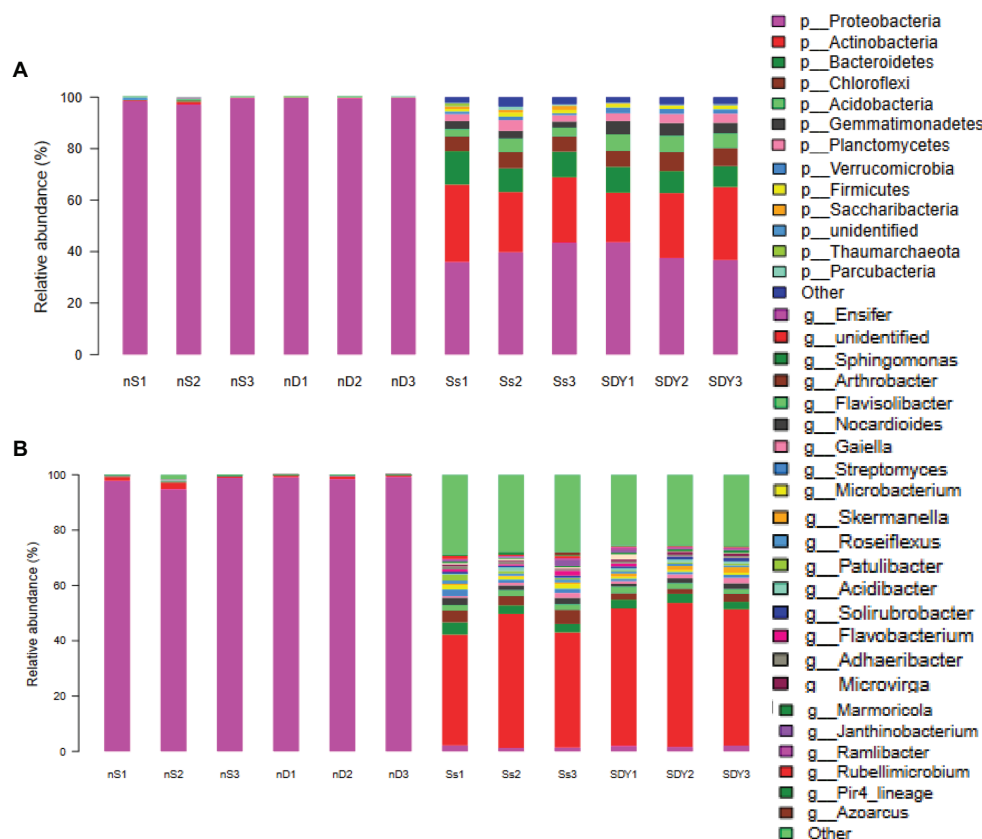 A
Relative abundance (%)
100
80
60
40
20
0
nS1 nS2 nS3 nD1 nD2 nD3 Ss1 Ss2 Ss3 SDY1 SDY2 SDY3
B
Relative abundance (%)
100
80
60
40
20
0
nS1 nS2 nS3 nD1 nD2 nD3 Ss1 Ss2 Ss3 SDY1 SDY2 SDY3
p__Proteobacteria
p__Actinobacteria
p__Bacteroidetes
p__Chloroflexi
p__Acidobacteria
p__Gemmatimonadetes
p__Planctomycetes
p__Verrucomicrobia
p__Firmicutes
p__Saccharibacteria
p__unidentified
p__Thaumarchaeota
p__Parcubacteria
Other
g__Ensifer
g__unidentified
g__Sphingomonas
g__Arthrobacter
g__Flavisolibacter
g__Nocardioides
g__Gaiella
g__Streptomyces
g__Microbacterium
g__Skermanella
g__Roseiflexus
g__Patulibacter
g__Acidibacter
g__Solirubrobacter
g__Flavobacterium
g__Adhaeribacter
g__Microvirga
g__Marmoricola
g__Janthinobacterium
g__Ramlibacter
g__Rubellimicrobium
g__Pir4_lineage
g__Azoarcus
Other